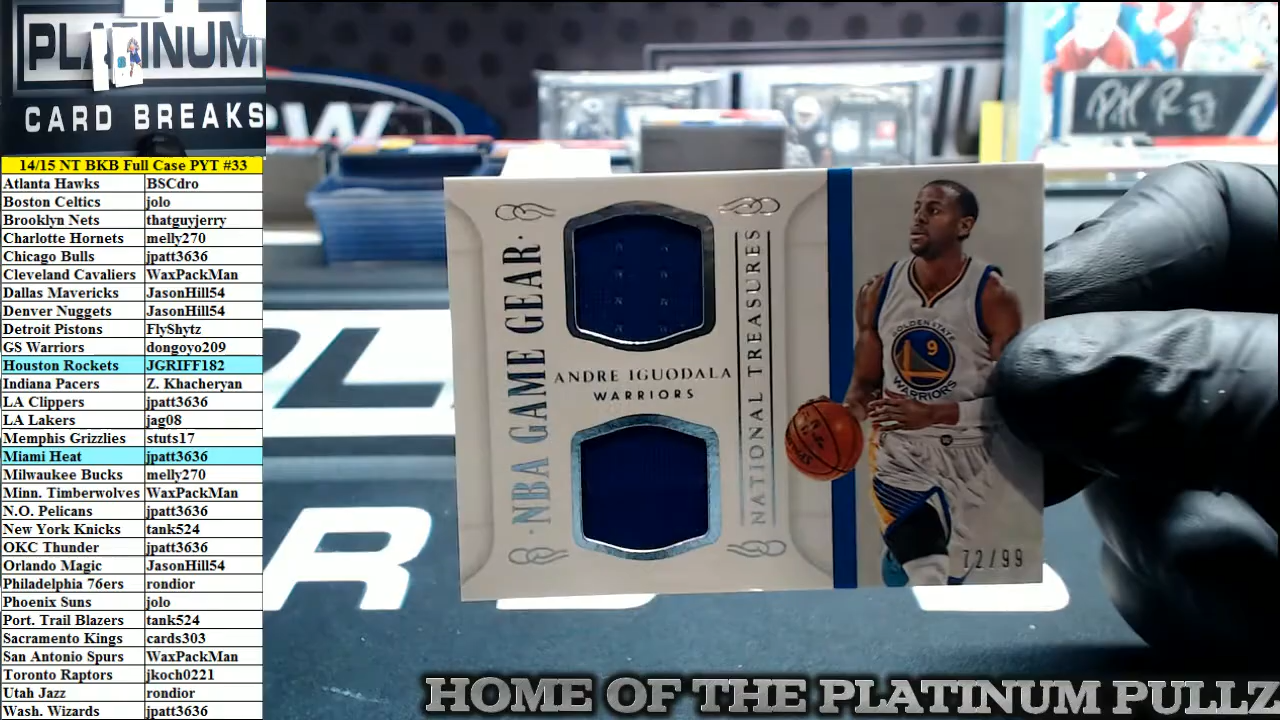 PLATINUM
CARD BREAKS
14/15 NT BKB Full Case PYT #33
Atlanta Hawks BSCdro
Boston Celtics jolo
Brooklyn Nets thatguyjerry
Charlotte Hornets melly270
Chicago Bulls jpatt3636
Cleveland Cavaliers WaxPackMan
Dallas Mavericks JasonHill54
Denver Nuggets JasonHill54
Detroit Pistons FlyShytz
GS Warriors dongoyo209
Houston Rockets JGRIFF182
Indiana Pacers Z. Khacheryan
LA Clippers jpatt3636
LA Lakers jag08
Memphis Grizzlies stuts17
Miami Heat jpatt3636
Milwaukee Bucks melly270
Minn. Timberwolves WaxPackMan
N.O. Pelicans jpatt3636
New York Knicks tank524
OKC Thunder jpatt3636
Orlando Magic JasonHill54
Philadelphia 76ers rondior
Phoenix Suns jolo
Port. Trail Blazers tank524
Sacramento Kings cards303
San Antonio Spurs WaxPackMan
Toronto Raptors jkoch0221
Utah Jazz rondior
Wash. Wizards jpatt3636
·NBA GAME GEAR·
ANDRE IGUODALA
WARRIORS
NATIONAL TREASURES
GOLDEN STATE
9
WARRIORS
72/99
HOME OF THE PLATINUM PULLZ